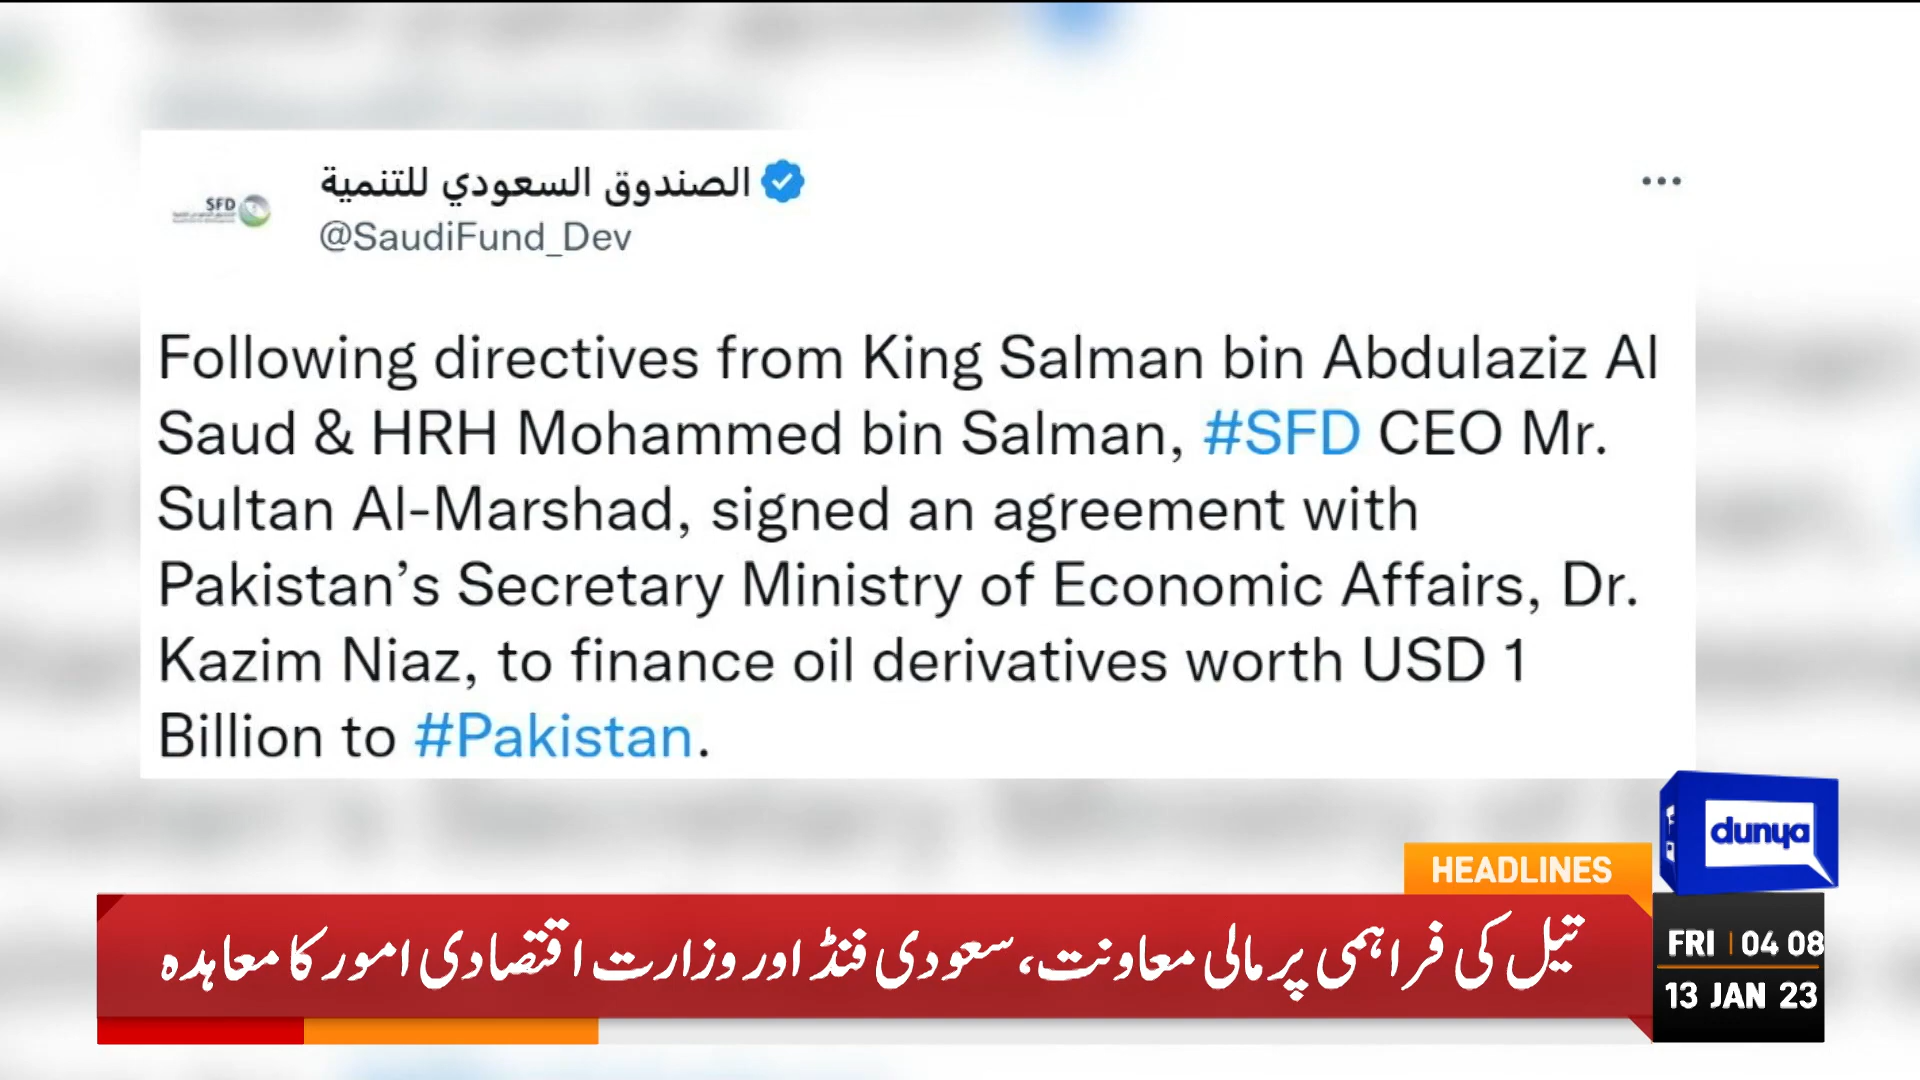 الصندوق السعودي للتنمية
SFD
@SaudiFund_Dev
Following directives from King Salman bin Abdulaziz Al
Saud & HRH Mohammed bin Salman, #SFD CEO Mr.
Sultan Al-Marshad, signed an agreement with
Pakistan’s Secretary Ministry of Economic Affairs, Dr.
Kazim Niaz, to finance oil derivatives worth USD 1
Billion to #Pakistan.
dunya
HEADLINES
تیل کی فراہمی پر مالی معاونت، سعودی فنڈ اور وزارت اقتصادی امور کا معاہدہ
FRI | 04 08
13 JAN 23